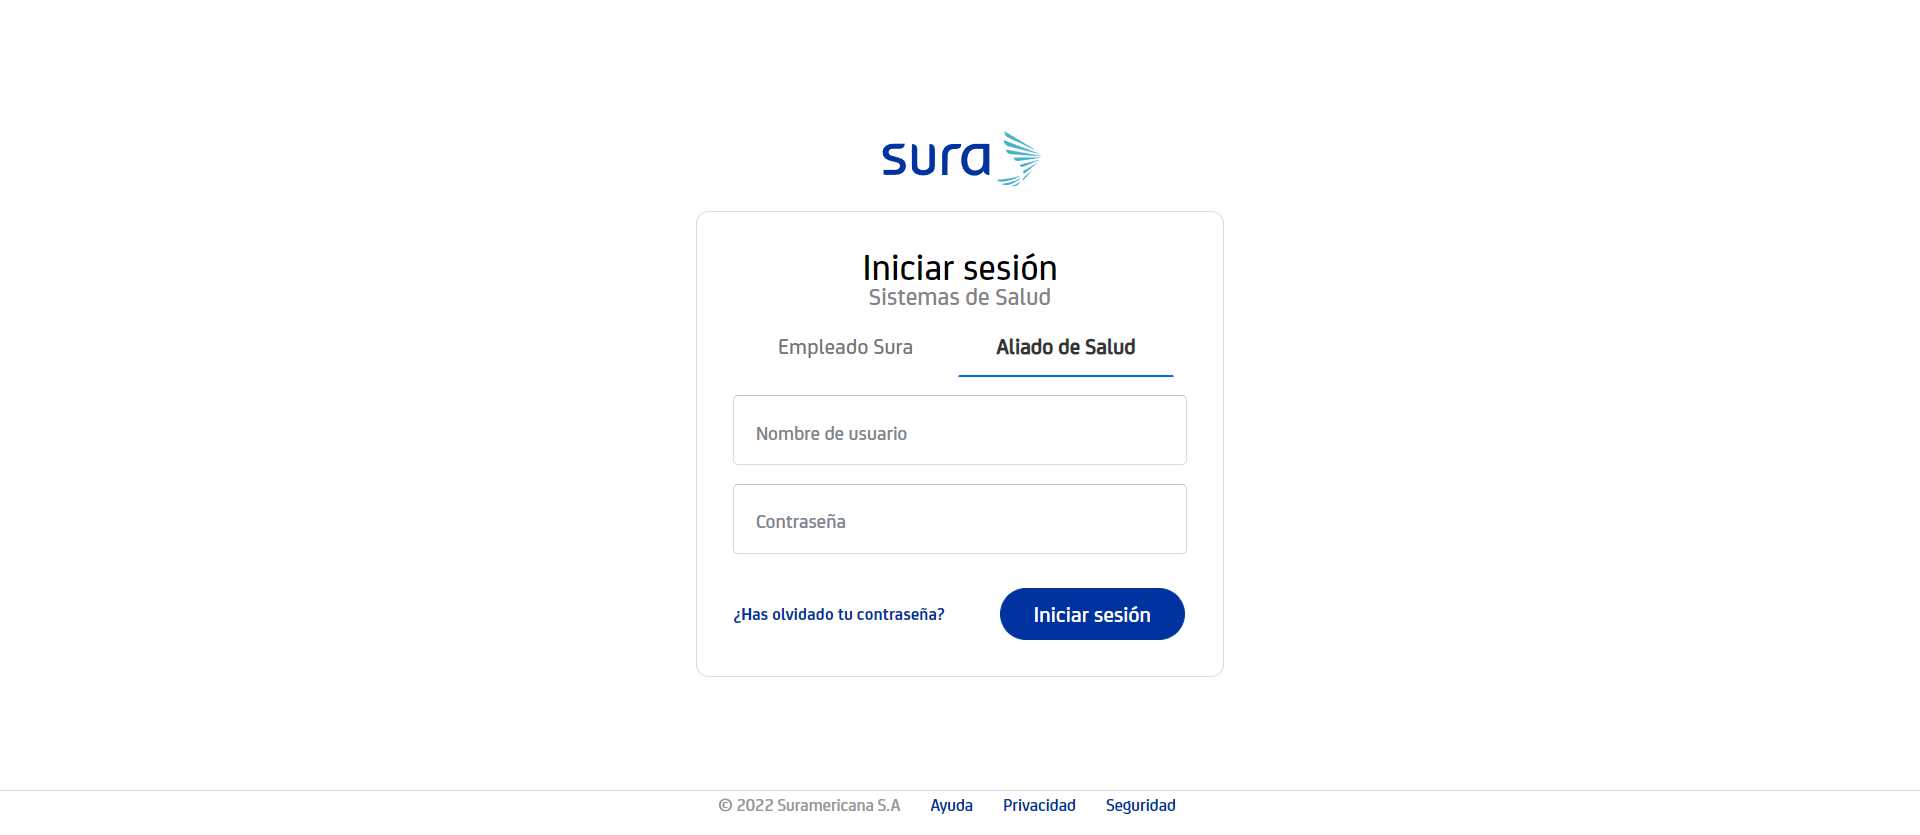 sura
Iniciar sesión
Sistemas de Salud
Empleado Sura Aliado de Salud
Nombre de usuario
Contraseña
¿Has olvidado tu contraseña? Iniciar sesión
© 2022 Suramericana S.A Ayuda Privacidad Seguridad